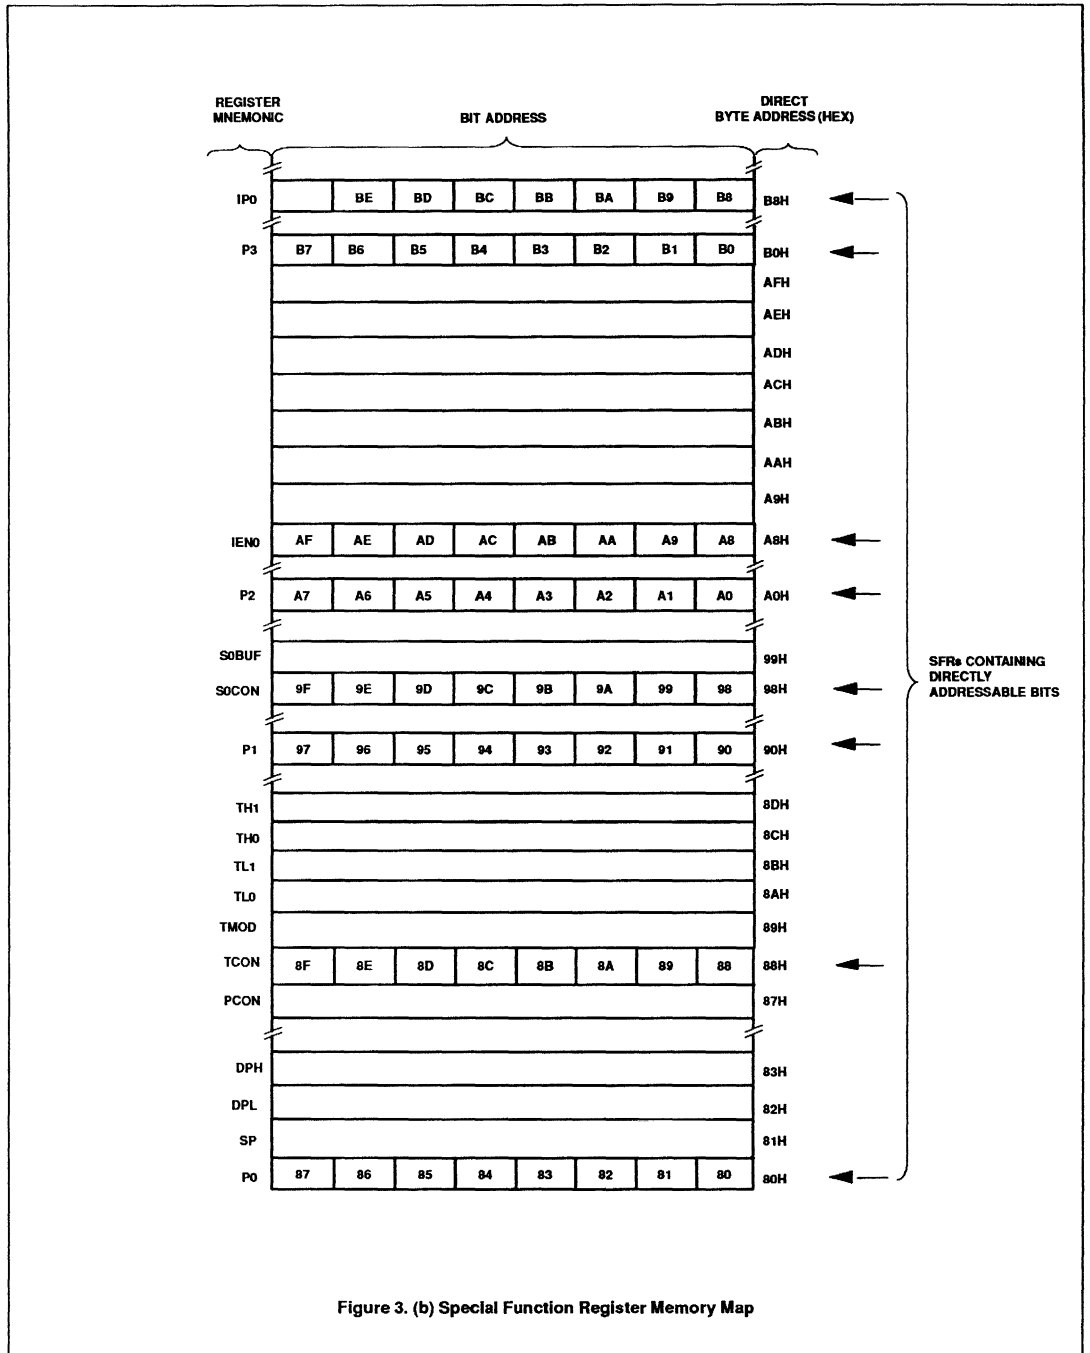 REGISTER
MNEMONIC
BIT ADDRESS
DIRECT
BYTE ADDRESS (HEX)
IP0 BE BD BC BB BA B9 B8 B8H
P3 B7 B6 B5 B4 B3 B2 B1 B0 B0H
AFH
AEH
ADH
ACH
ABH
AAH
A9H
IEN0 AF AE AD AC AB AA A9 A8 A8H
P2 A7 A6 A5 A4 A3 A2 A1 A0 A0H
S0BUF 99H
S0CON 9F 9E 9D 9C 9B 9A 99 98 98H
SFRs CONTAINING
DIRECTLY
ADDRESSABLE BITS
P1 97 96 95 94 93 92 91 90 90H
TH1 8DH
TH0 8CH
TL1 8BH
TL0 8AH
TMOD 89H
TCON 8F 8E 8D 8C 8B 8A 89 88 88H
PCON 87H
DPH 83H
DPL 82H
SP 81H
P0 87 86 85 84 83 82 81 80 80H
Figure 3. (b) Special Function Register Memory Map